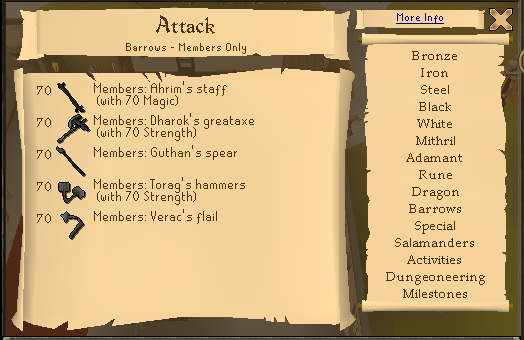 Attack
Barrows - Members Only
70 Members: Ahrim's staff
(with 70 Magic)
70 Members: Dharok's greataxe
(with 70 Strength)
70 Members: Guthan's spear
70 Members: Torag's hammers
(with 70 Strength)
70 Members: Verac's flail
More Info
Bronze
Iron
Steel
Black
White
Mithril
Adamant
Rune
Dragon
Barrows
Special
Salamanders
Activities
Dungeoneering
Milestones